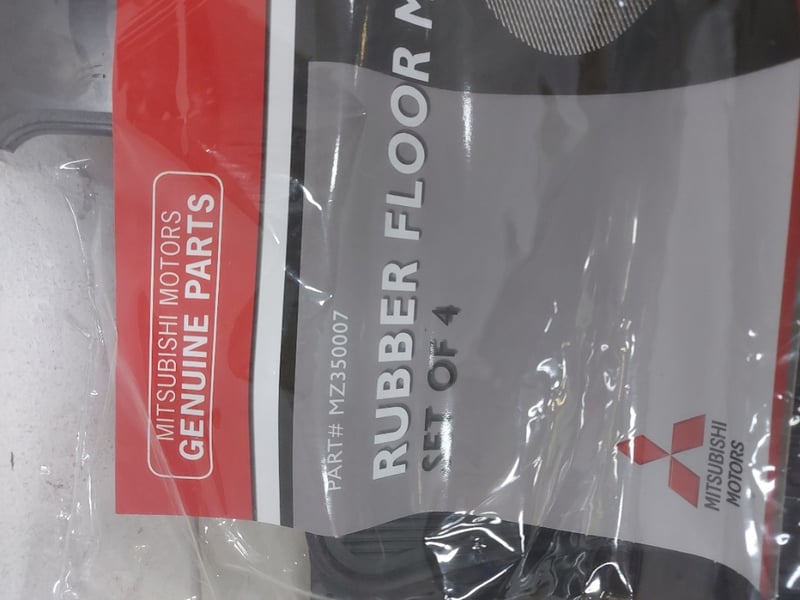 MITSUBISHI MOTORS
GENUINE PARTS
PART# MZ350007
RUBBER FLOOR M
SET OF 4
MITSUBISHI
MOTORS